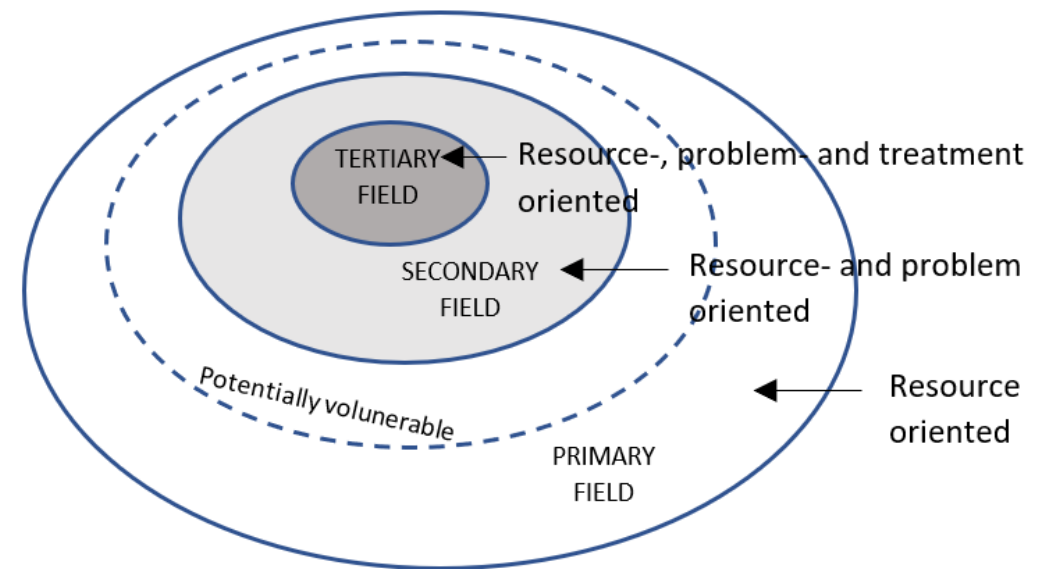 TERTIARY
FIELD
Resource-, problem- and treatment
oriented
SECONDARY
FIELD
Resource- and problem
oriented
Potentially volunerable
Resource
oriented
PRIMARY
FIELD